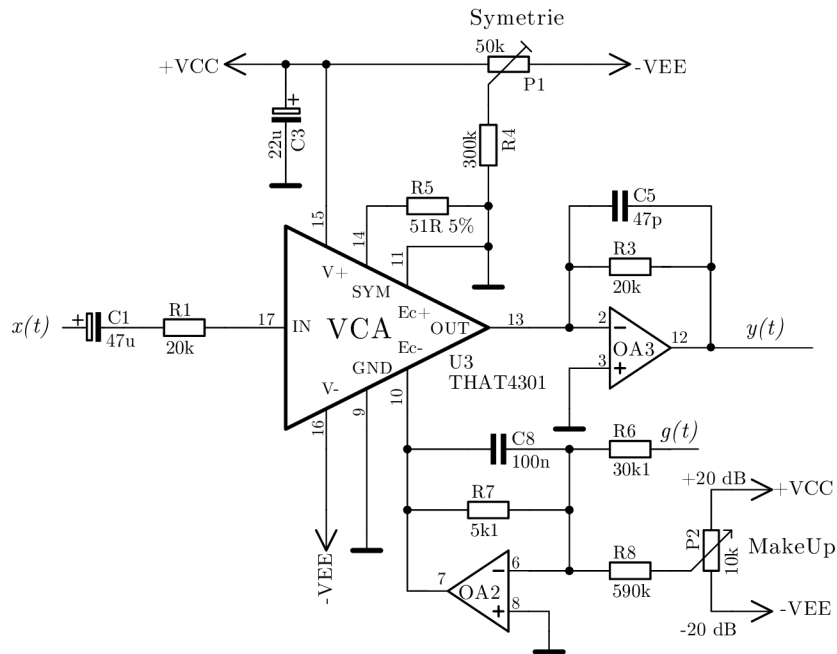 Symetrie
50k
+VCC
-VEE
P1
22u
C3
300k
R4
R5
51R 5%
C5
47p
R3
20k
15
14
11
V+
SYM
Ec+
x(t)
+
C1
47u
R1
20k
17
IN
VCA
OUT
13
Ec-
GND
V-
U3
THAT4301
10
9
16
2
-
3
+
OA3
12
y(t)
-VEE
C8
100n
R6
30k1
g(t)
R7
5k1
+20 dB
+VCC
P2
10k
MakeUp
R8
590k
7
OA2
6
-
8
+
-VEE
-20 dB
+